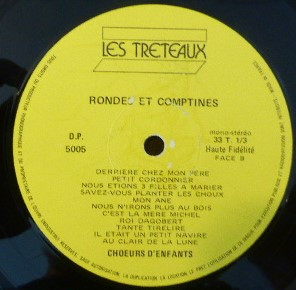 LES TRETEAUX
RONDES ET COMPTINES
D.P.
5005
mono-stéréo
33 T. 1/3
Haute Fidélité
FACE B
DERRIERE CHEZ MON PERE
PETIT CORDONNIER
NOUS ETIONS 3 FILLES A MARIER
SAVEZ-VOUS PLANTER LES CHOUX
MON ANE
NOUS N'IRONS PLUS AU BOIS
C'EST LA MERE MICHEL
ROI DAGOBERT
TANTE TIRELIRE
IL ETAIT UN PETIT NAVIRE
AU CLAIR DE LA LUNE
CHOEURS D'ENFANTS